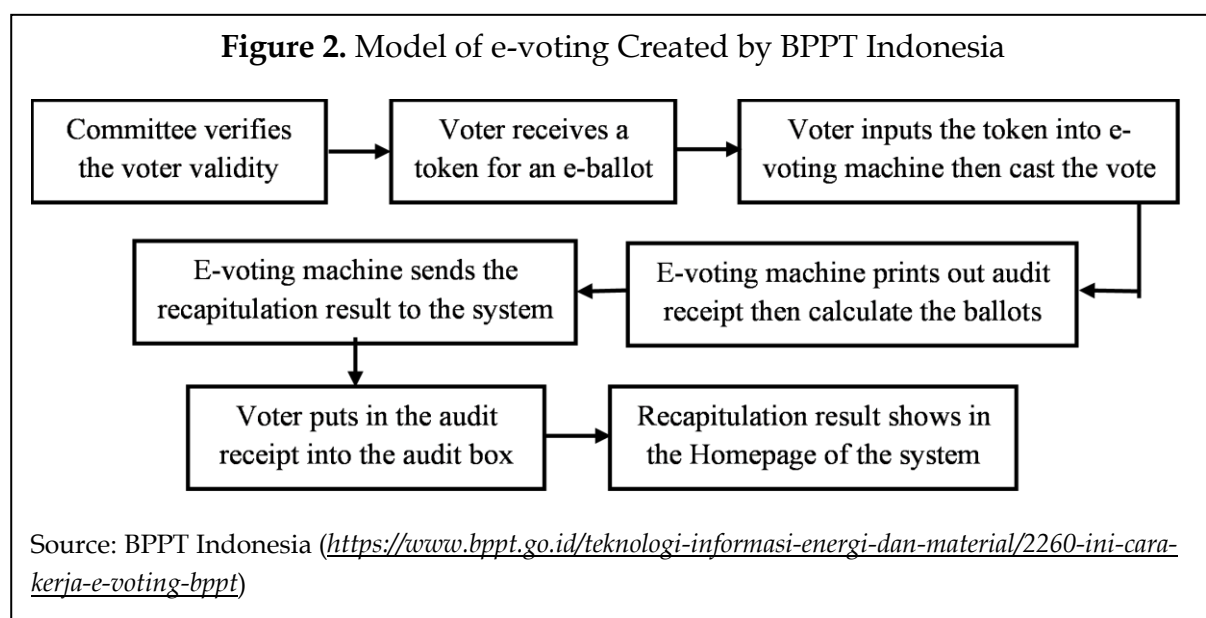 Figure 2. Model of e-voting Created by BPPT Indonesia
Committee verifies
the voter validity
Voter receives a
token for an e-ballot
Voter inputs the token into e-
voting machine then cast the vote
E-voting machine prints out audit
receipt then calculate the ballots
E-voting machine sends the
recapitulation result to the system
Voter puts in the audit
receipt into the audit box
Recapitulation result shows in
the Homepage of the system
Source: BPPT Indonesia (https://www.bppt.go.id/teknologi-informasi-energi-dan-material/2260-ini-cara-
kerja-e-voting-bppt)